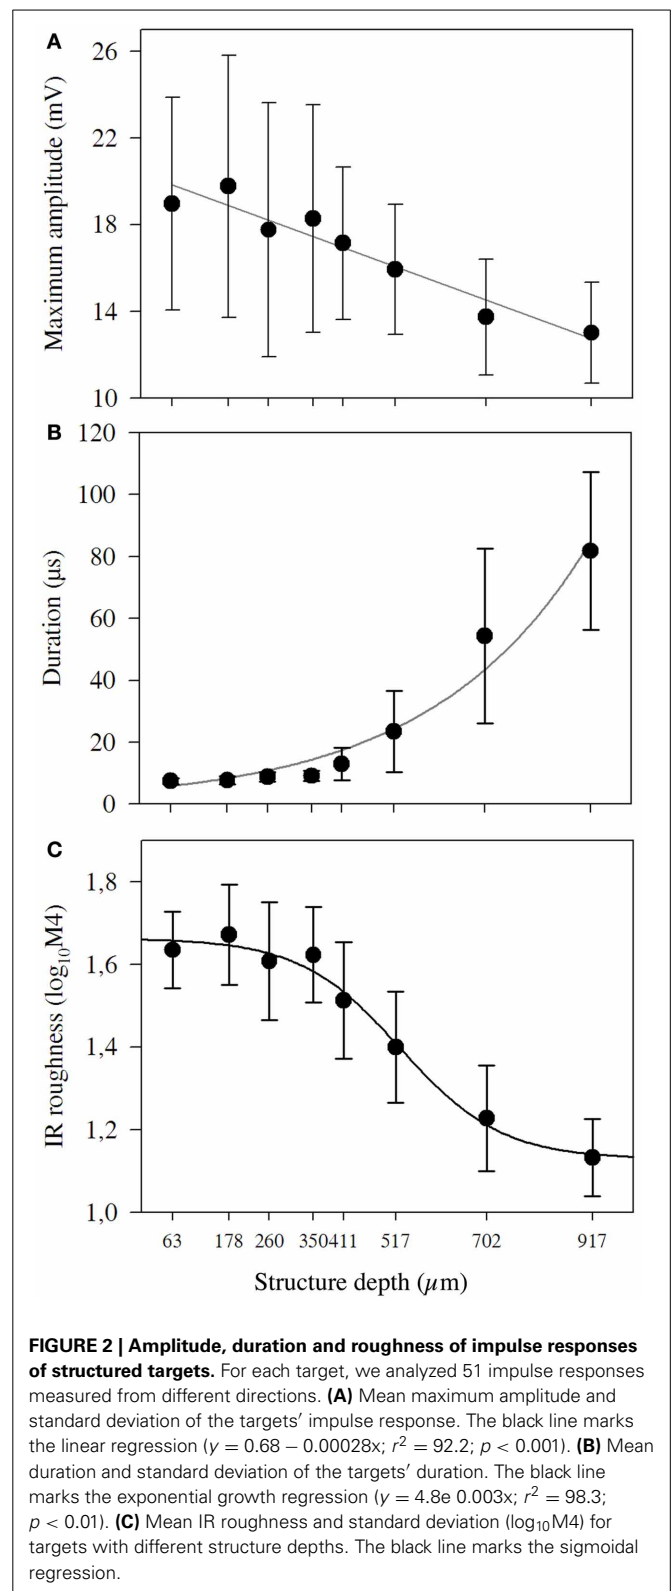 A
26
22
18
14
10
Maximum amplitude (mV)
B
120
100
80
60
40
20
0
Duration (µs)
C
1,8
1,6
1,4
1,2
1,0
IR roughness (log₁₀M4)
63 178 260 350 411 517 702 917
Structure depth (µm)
FIGURE 2 | Amplitude, duration and roughness of impulse responses
of structured targets. For each target, we analyzed 51 impulse responses
measured from different directions. (A) Mean maximum amplitude and
standard deviation of the targets' impulse response. The black line marks
the linear regression (y = 0.68 – 0.00028x; r² = 92.2; p < 0.001). (B) Mean
duration and standard deviation of the targets' duration. The black line
marks the exponential growth regression (y = 4.8e 0.003x; r² = 98.3;
p < 0.01). (C) Mean IR roughness and standard deviation (log₁₀M4) for
targets with different structure depths. The black line marks the sigmoidal
regression.